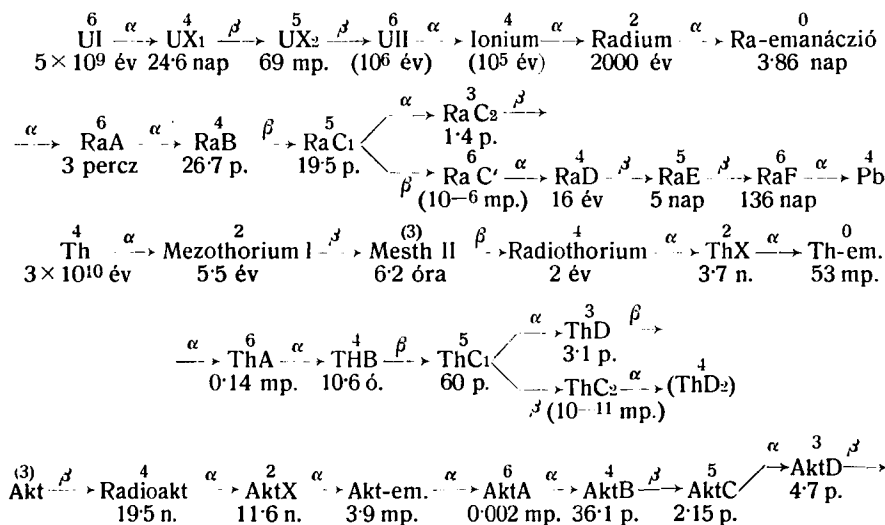 6 4 5 6 4 2 0
UI α UX₁ β UX₂ β UII α Ionium α Radium α Ra-emanáczió
5 × 10⁹ év 24·6 nap 69 mp. (10⁶ év) (10⁵ év) 2000 év 3·86 nap
3
α RaC₂ β
6 4 5 1·4 p.
α RaA α RaB β RaC₁
3 percz 26·7 p. 19·5 p.
6 4 5 6 4
β Ra C′ α RaD β RaE β RaF α Pb
(10—6 mp.) 16 év 5 nap 136 nap
4 2 (3) 4 2 0
Th α Mezothorium I β Mesth II β Radiothorium α ThX α Th-em.
3 × 10¹⁰ év 5·5 év 6·2 óra 2 év 3·7 n. 53 mp.
3
α ThD β
6 4 5 3·1 p.
α ThA α THB β ThC₁
0·14 mp. 10·6 ó. 60 p.
4
β ThC₂ α (ThD₂)
(10—11 mp.)
3
α AktD β
(3) 4 2 6 4 5 4·7 p.
Akt β Radioakt α AktX α Akt-em. α AktA α AktB β AktC
19·5 n. 11·6 n. 3·9 mp. 0·002 mp. 36·1 p. 2·15 p.